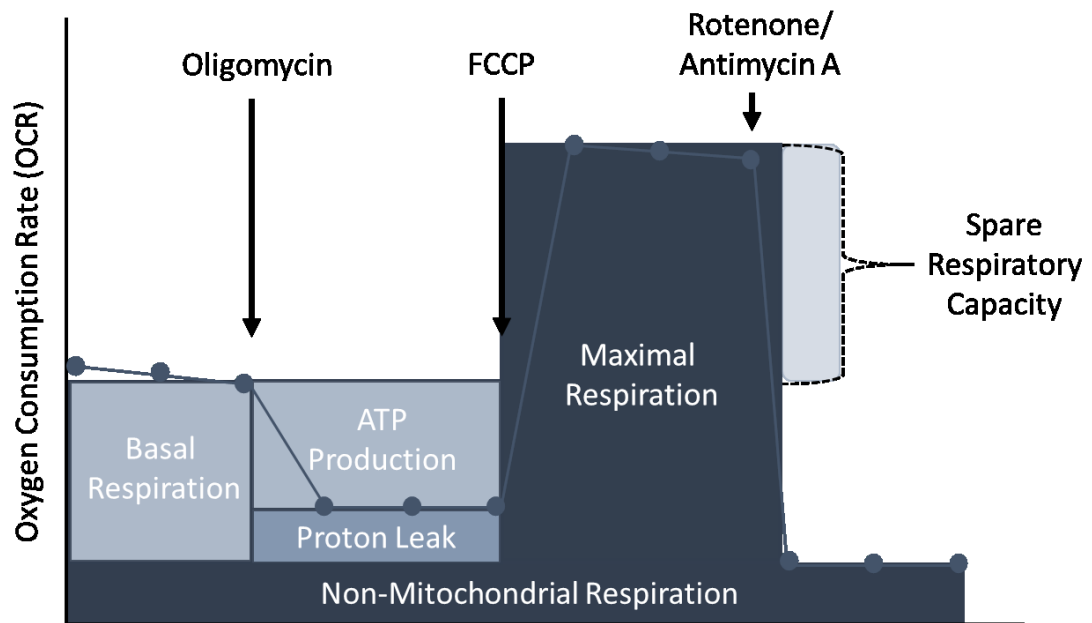 Oxygen Consumption Rate (OCR)
Oligomycin
FCCP
Rotenone/
Antimycin A
Spare
Respiratory
Capacity
Basal
Respiration
ATP
Production
Proton Leak
Maximal
Respiration
Non-Mitochondrial Respiration